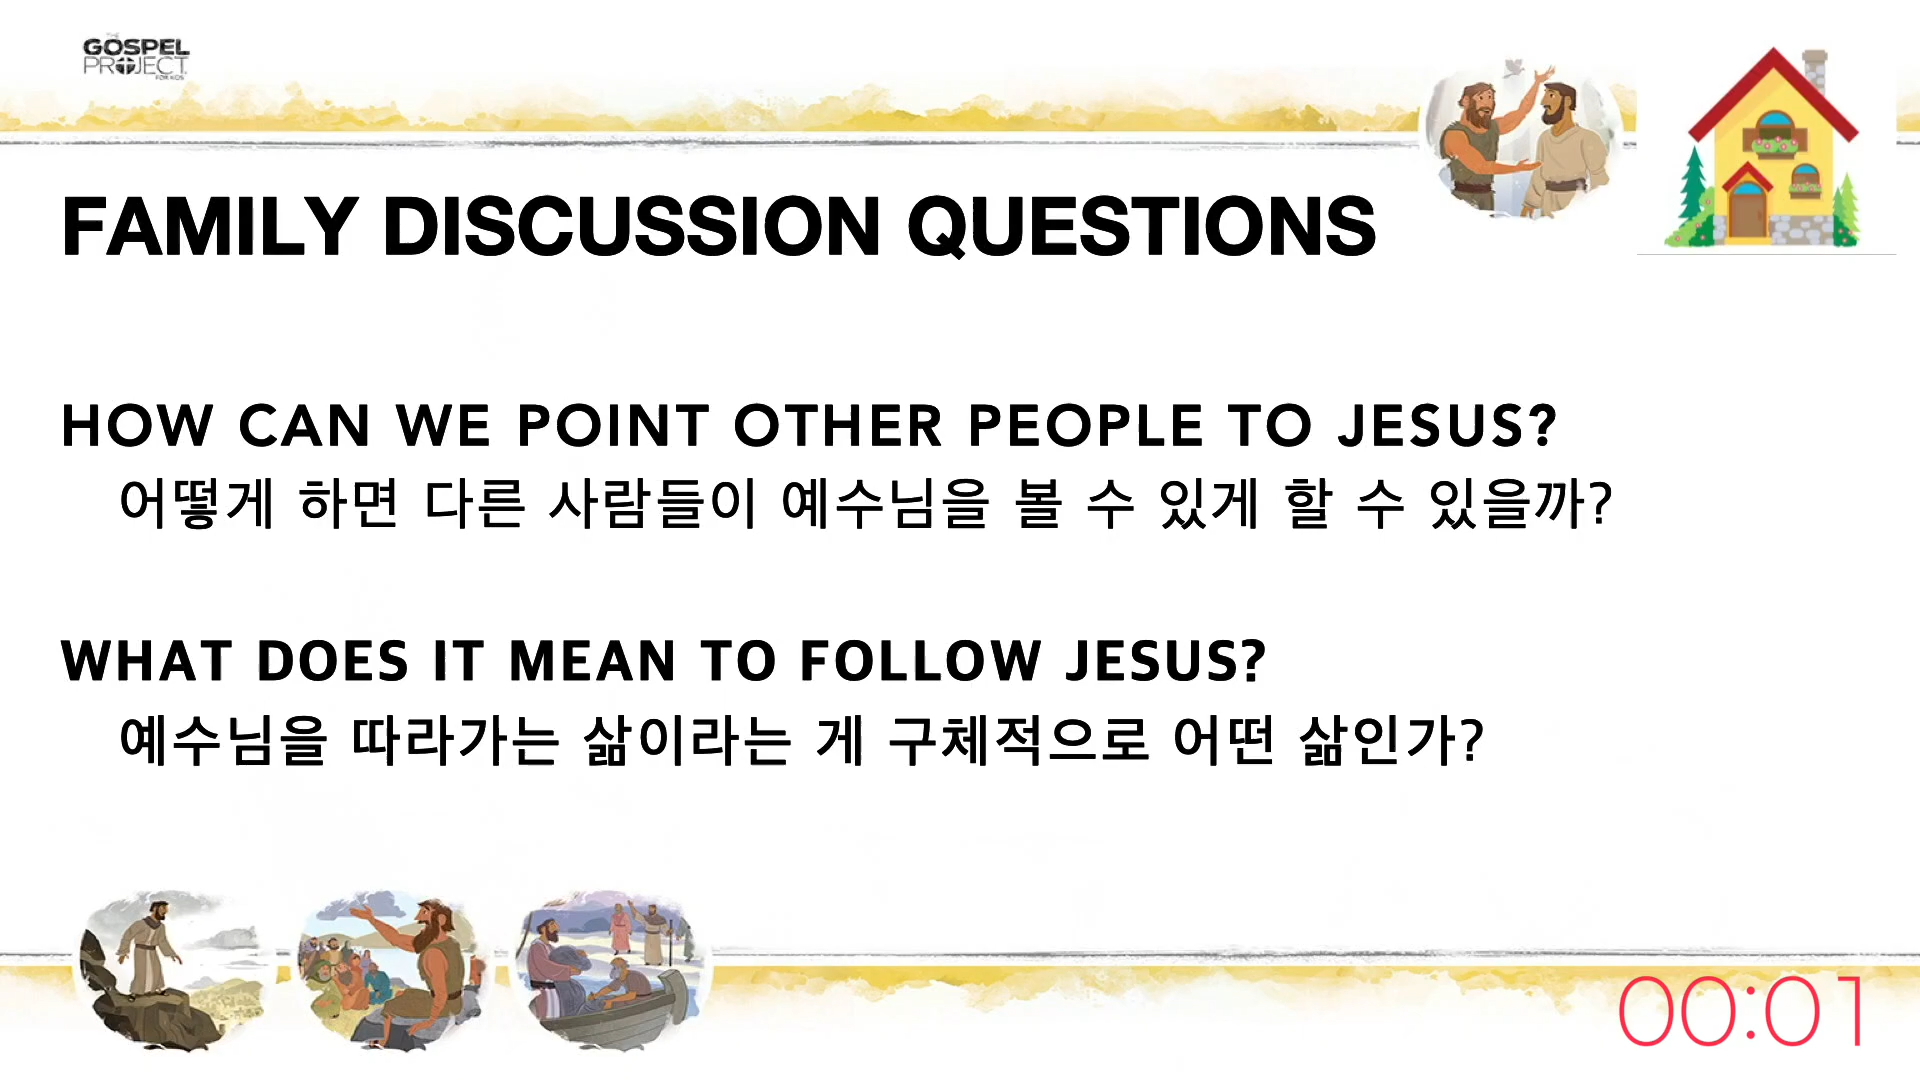 THE
GOSPEL
PROJECT
FOR KIDS
FAMILY DISCUSSION QUESTIONS
HOW CAN WE POINT OTHER PEOPLE TO JESUS?
어떻게 하면 다른 사람들이 예수님을 볼 수 있게 할 수 있을까?
WHAT DOES IT MEAN TO FOLLOW JESUS?
예수님을 따라가는 삶이라는 게 구체적으로 어떤 삶인가?
00:01